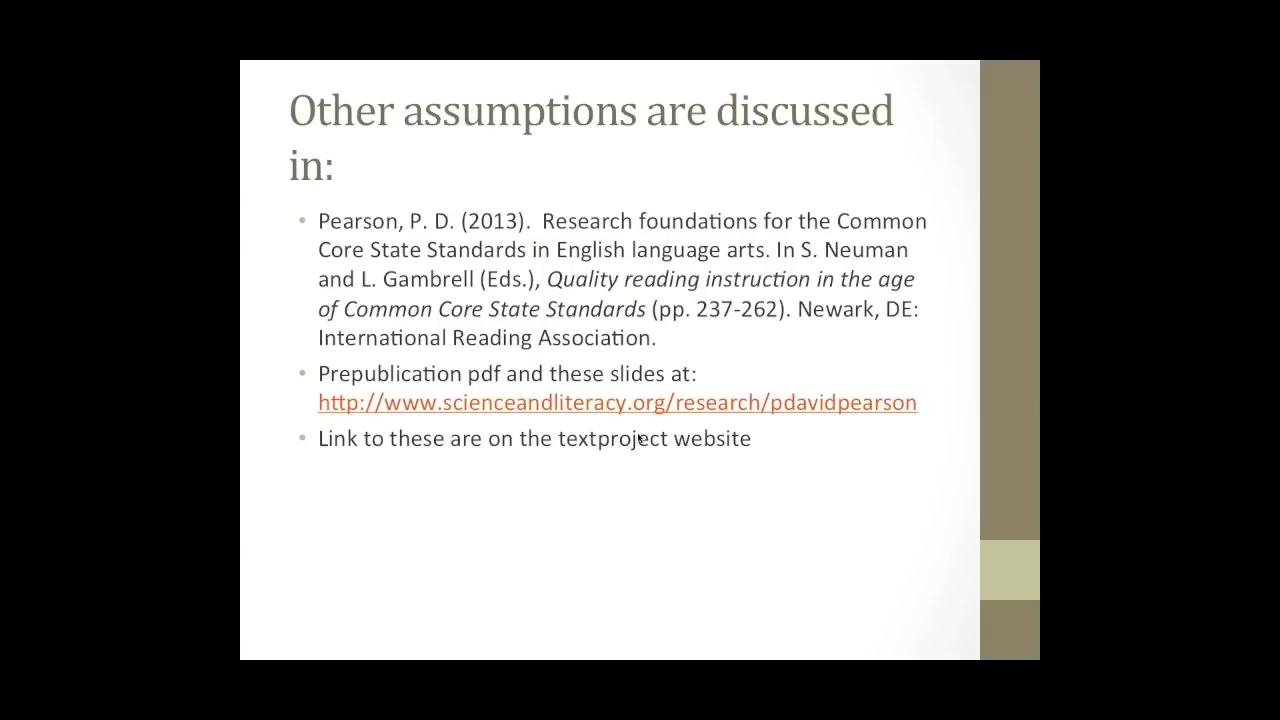 Other assumptions are discussed
in:
• Pearson, P. D. (2013).  Research foundations for the Common
Core State Standards in English language arts. In S. Neuman
and L. Gambrell (Eds.), Quality reading instruction in the age
of Common Core State Standards (pp. 237-262). Newark, DE:
International Reading Association.
• Prepublication pdf and these slides at:
http://www.scienceandliteracy.org/research/pdavidpearson
• Link to these are on the textproject website